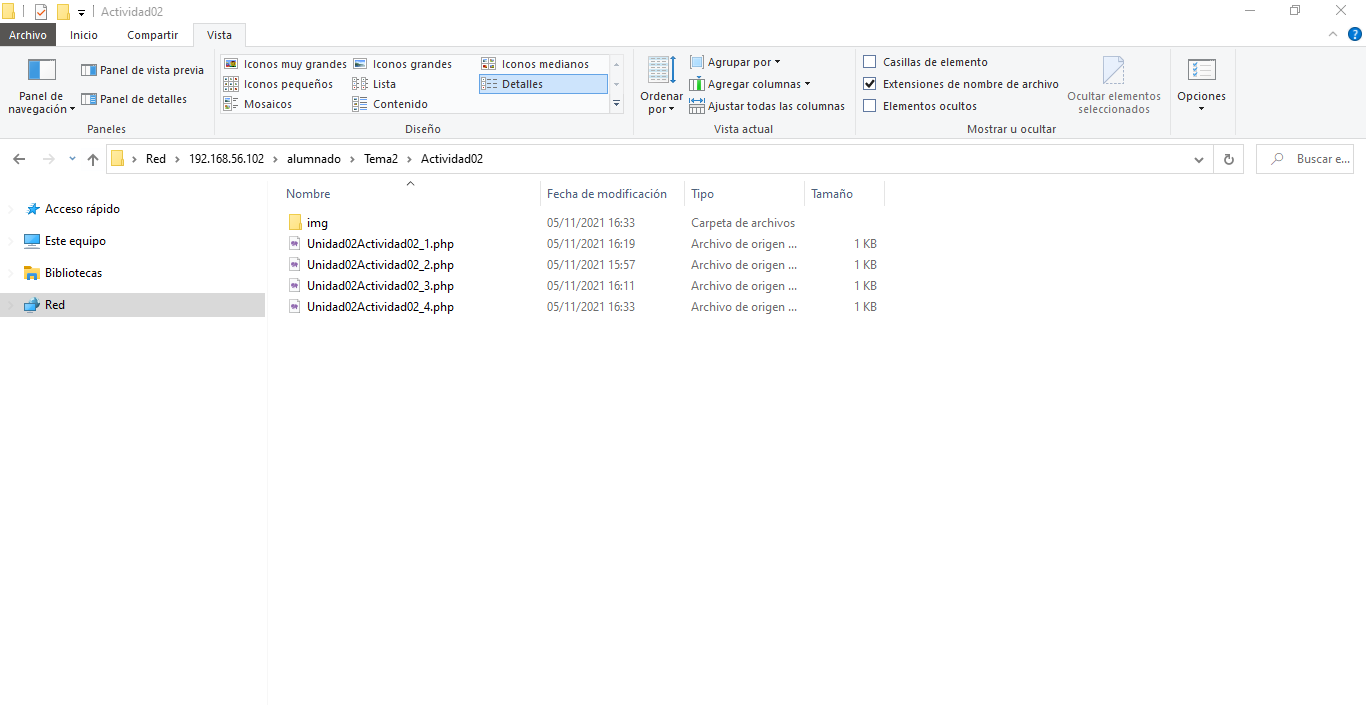 Actividad02
Archivo Inicio Compartir Vista
Panel de navegación
Panel de vista previa
Panel de detalles
Paneles
Iconos muy grandes Iconos grandes Iconos medianos
Iconos pequeños Lista Detalles
Mosaicos Contenido
Diseño
Ordenar por
Agrupar por
Agregar columnas
Ajustar todas las columnas
Vista actual
Casillas de elemento
Extensiones de nombre de archivo
Elementos ocultos
Ocultar elementos seleccionados
Mostrar u ocultar
Opciones
Red > 192.168.56.102 > alumnado > Tema2 > Actividad02
Buscar e...
Acceso rápido
Este equipo
Bibliotecas
Red
Nombre Fecha de modificación Tipo Tamaño
img 05/11/2021 16:33 Carpeta de archivos
Unidad02Actividad02_1.php 05/11/2021 16:19 Archivo de origen ... 1 KB
Unidad02Actividad02_2.php 05/11/2021 15:57 Archivo de origen ... 1 KB
Unidad02Actividad02_3.php 05/11/2021 16:11 Archivo de origen ... 1 KB
Unidad02Actividad02_4.php 05/11/2021 16:33 Archivo de origen ... 1 KB